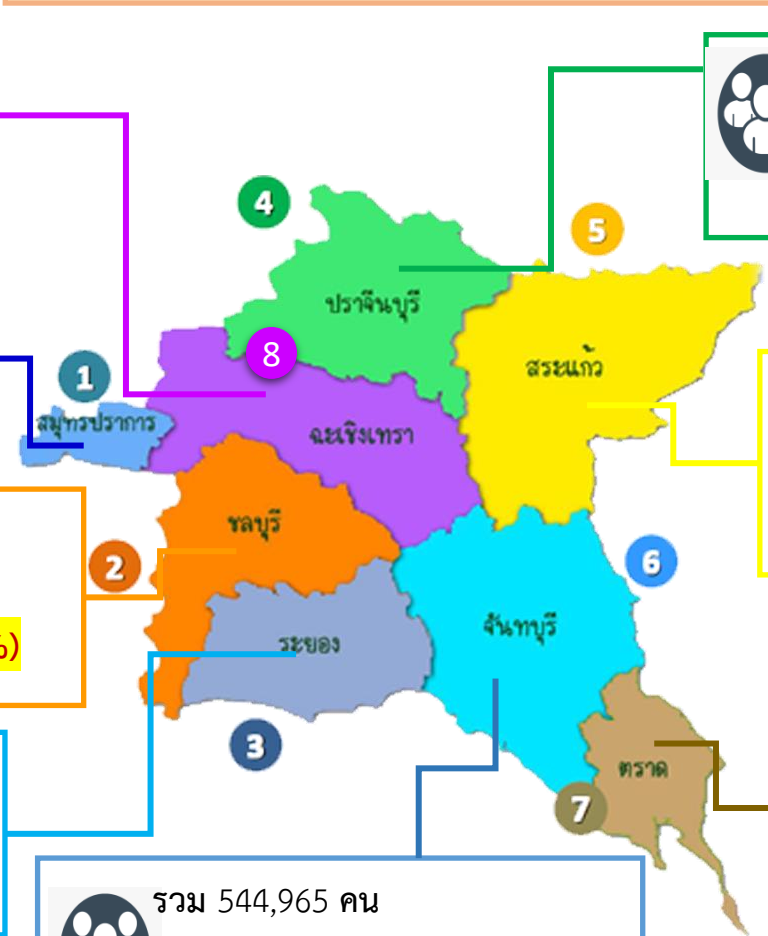 4
5
ปราจีนบุรี
8
สระแก้ว
1
สมุทรปราการ
ฉะเชิงเทรา
ชลบุรี
2
6
จันทบุรี
%)
ระยอง
3
ตราด
7
รวม 544,965 คน